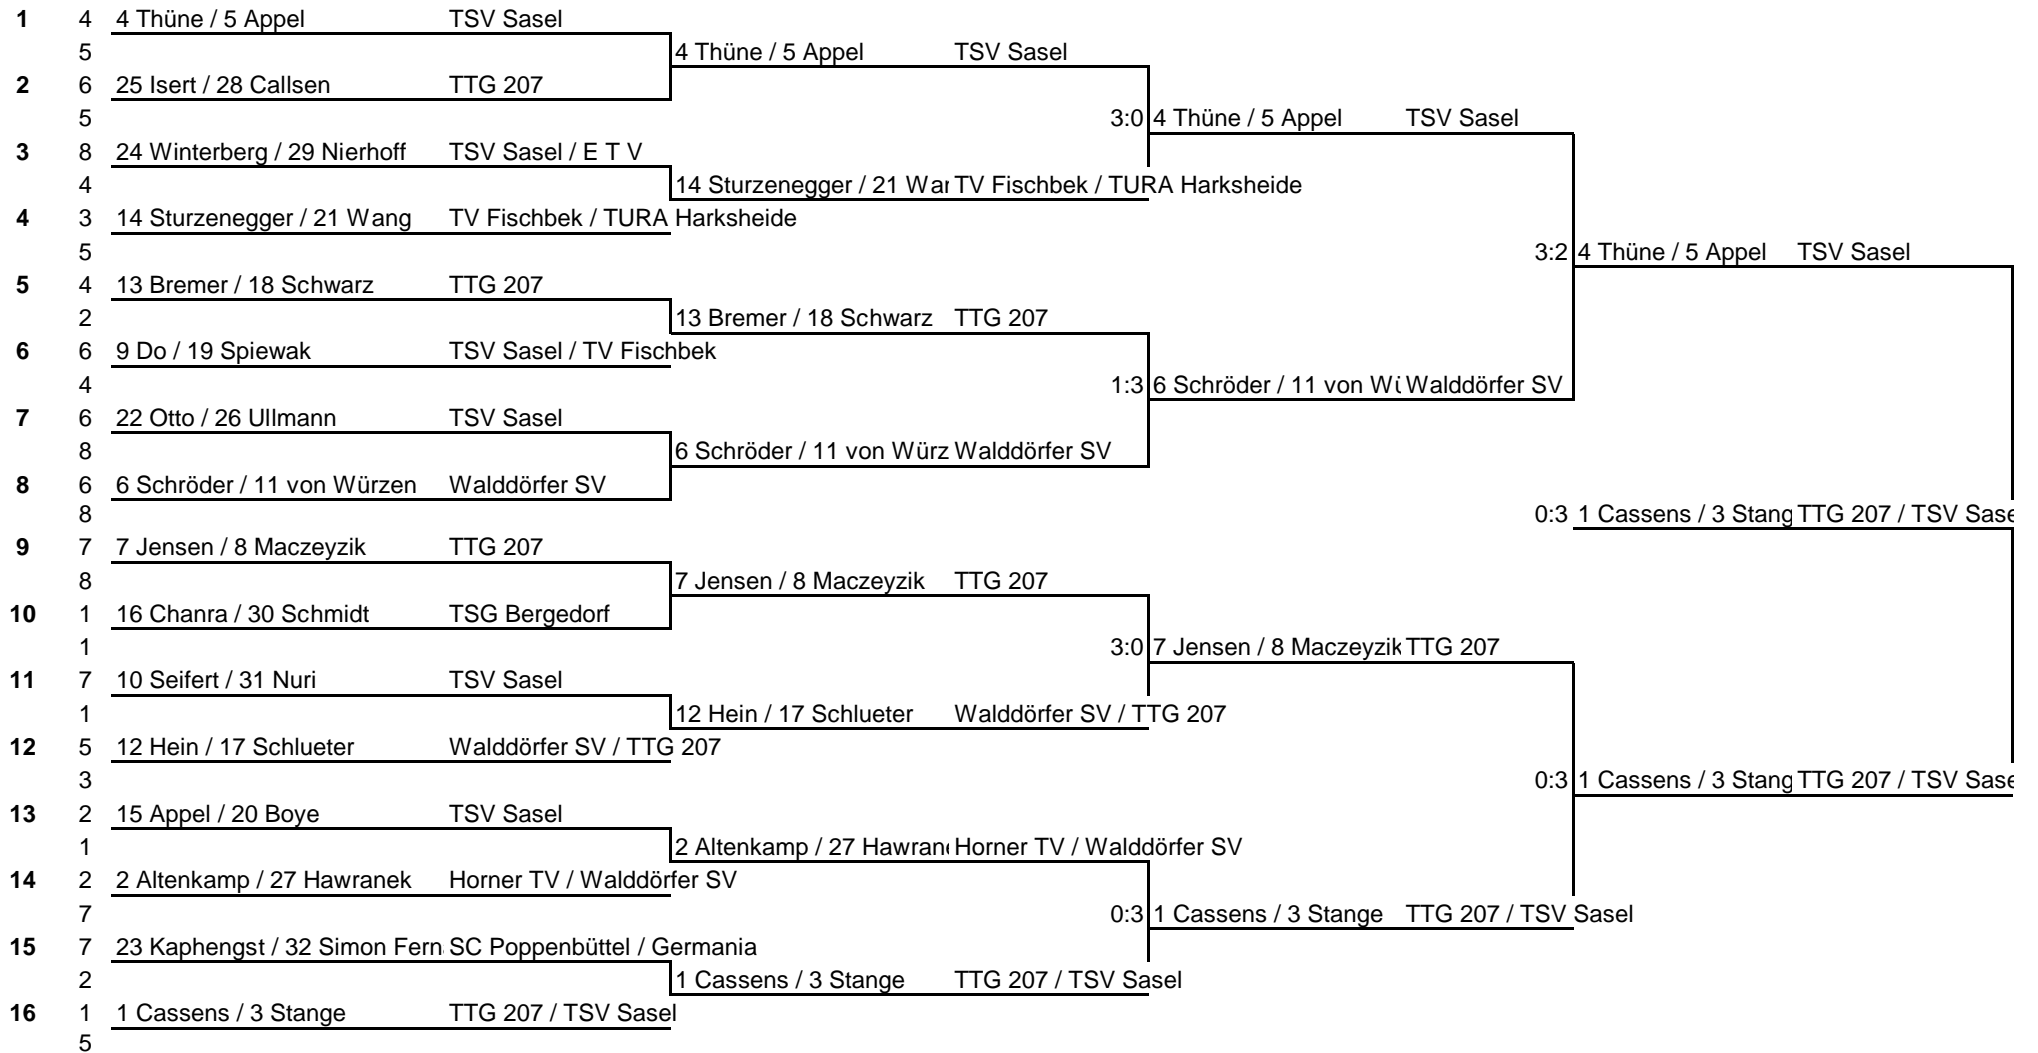 1 4 4 Thüne / 5 Appel TSV Sasel
5 4 Thüne / 5 Appel TSV Sasel
2 6 25 Isert / 28 Callsen TTG 207
5 3:0 4 Thüne / 5 Appel TSV Sasel
3 8 24 Winterberg / 29 Nierhoff TSV Sasel / E T V
4 14 Sturzenegger / 21 War TV Fischbek / TURA Harksheide
4 3 14 Sturzenegger / 21 Wang TV Fischbek / TURA Harksheide
5 3:2 4 Thüne / 5 Appel TSV Sasel
5 4 13 Bremer / 18 Schwarz TTG 207
2 13 Bremer / 18 Schwarz TTG 207
6 6 9 Do / 19 Spiewak TSV Sasel / TV Fischbek
4 1:3 6 Schröder / 11 von Wü Walddörfer SV
7 6 22 Otto / 26 Ullmann TSV Sasel
8 6 Schröder / 11 von Würz Walddörfer SV
8 6 6 Schröder / 11 von Würzen Walddörfer SV
8 0:3 1 Cassens / 3 Stang TTG 207 / TSV Sase
9 7 7 Jensen / 8 Maczeyzik TTG 207
8 7 Jensen / 8 Maczeyzik TTG 207
10 1 16 Chanra / 30 Schmidt TSG Bergedorf
1 3:0 7 Jensen / 8 Maczeyzik TTG 207
11 7 10 Seifert / 31 Nuri TSV Sasel
1 12 Hein / 17 Schlueter Walddörfer SV / TTG 207
12 5 12 Hein / 17 Schlueter Walddörfer SV / TTG 207
3 0:3 1 Cassens / 3 Stang TTG 207 / TSV Sase
13 2 15 Appel / 20 Boye TSV Sasel
1 2 Altenkamp / 27 Hawrane Horner TV / Walddörfer SV
14 2 2 Altenkamp / 27 Hawranek Horner TV / Walddörfer SV
7 0:3 1 Cassens / 3 Stange TTG 207 / TSV Sasel
15 7 23 Kaphengst / 32 Simon Fern SC Poppenbüttel / Germania
2 1 Cassens / 3 Stange TTG 207 / TSV Sasel
16 1 1 Cassens / 3 Stange TTG 207 / TSV Sasel
5